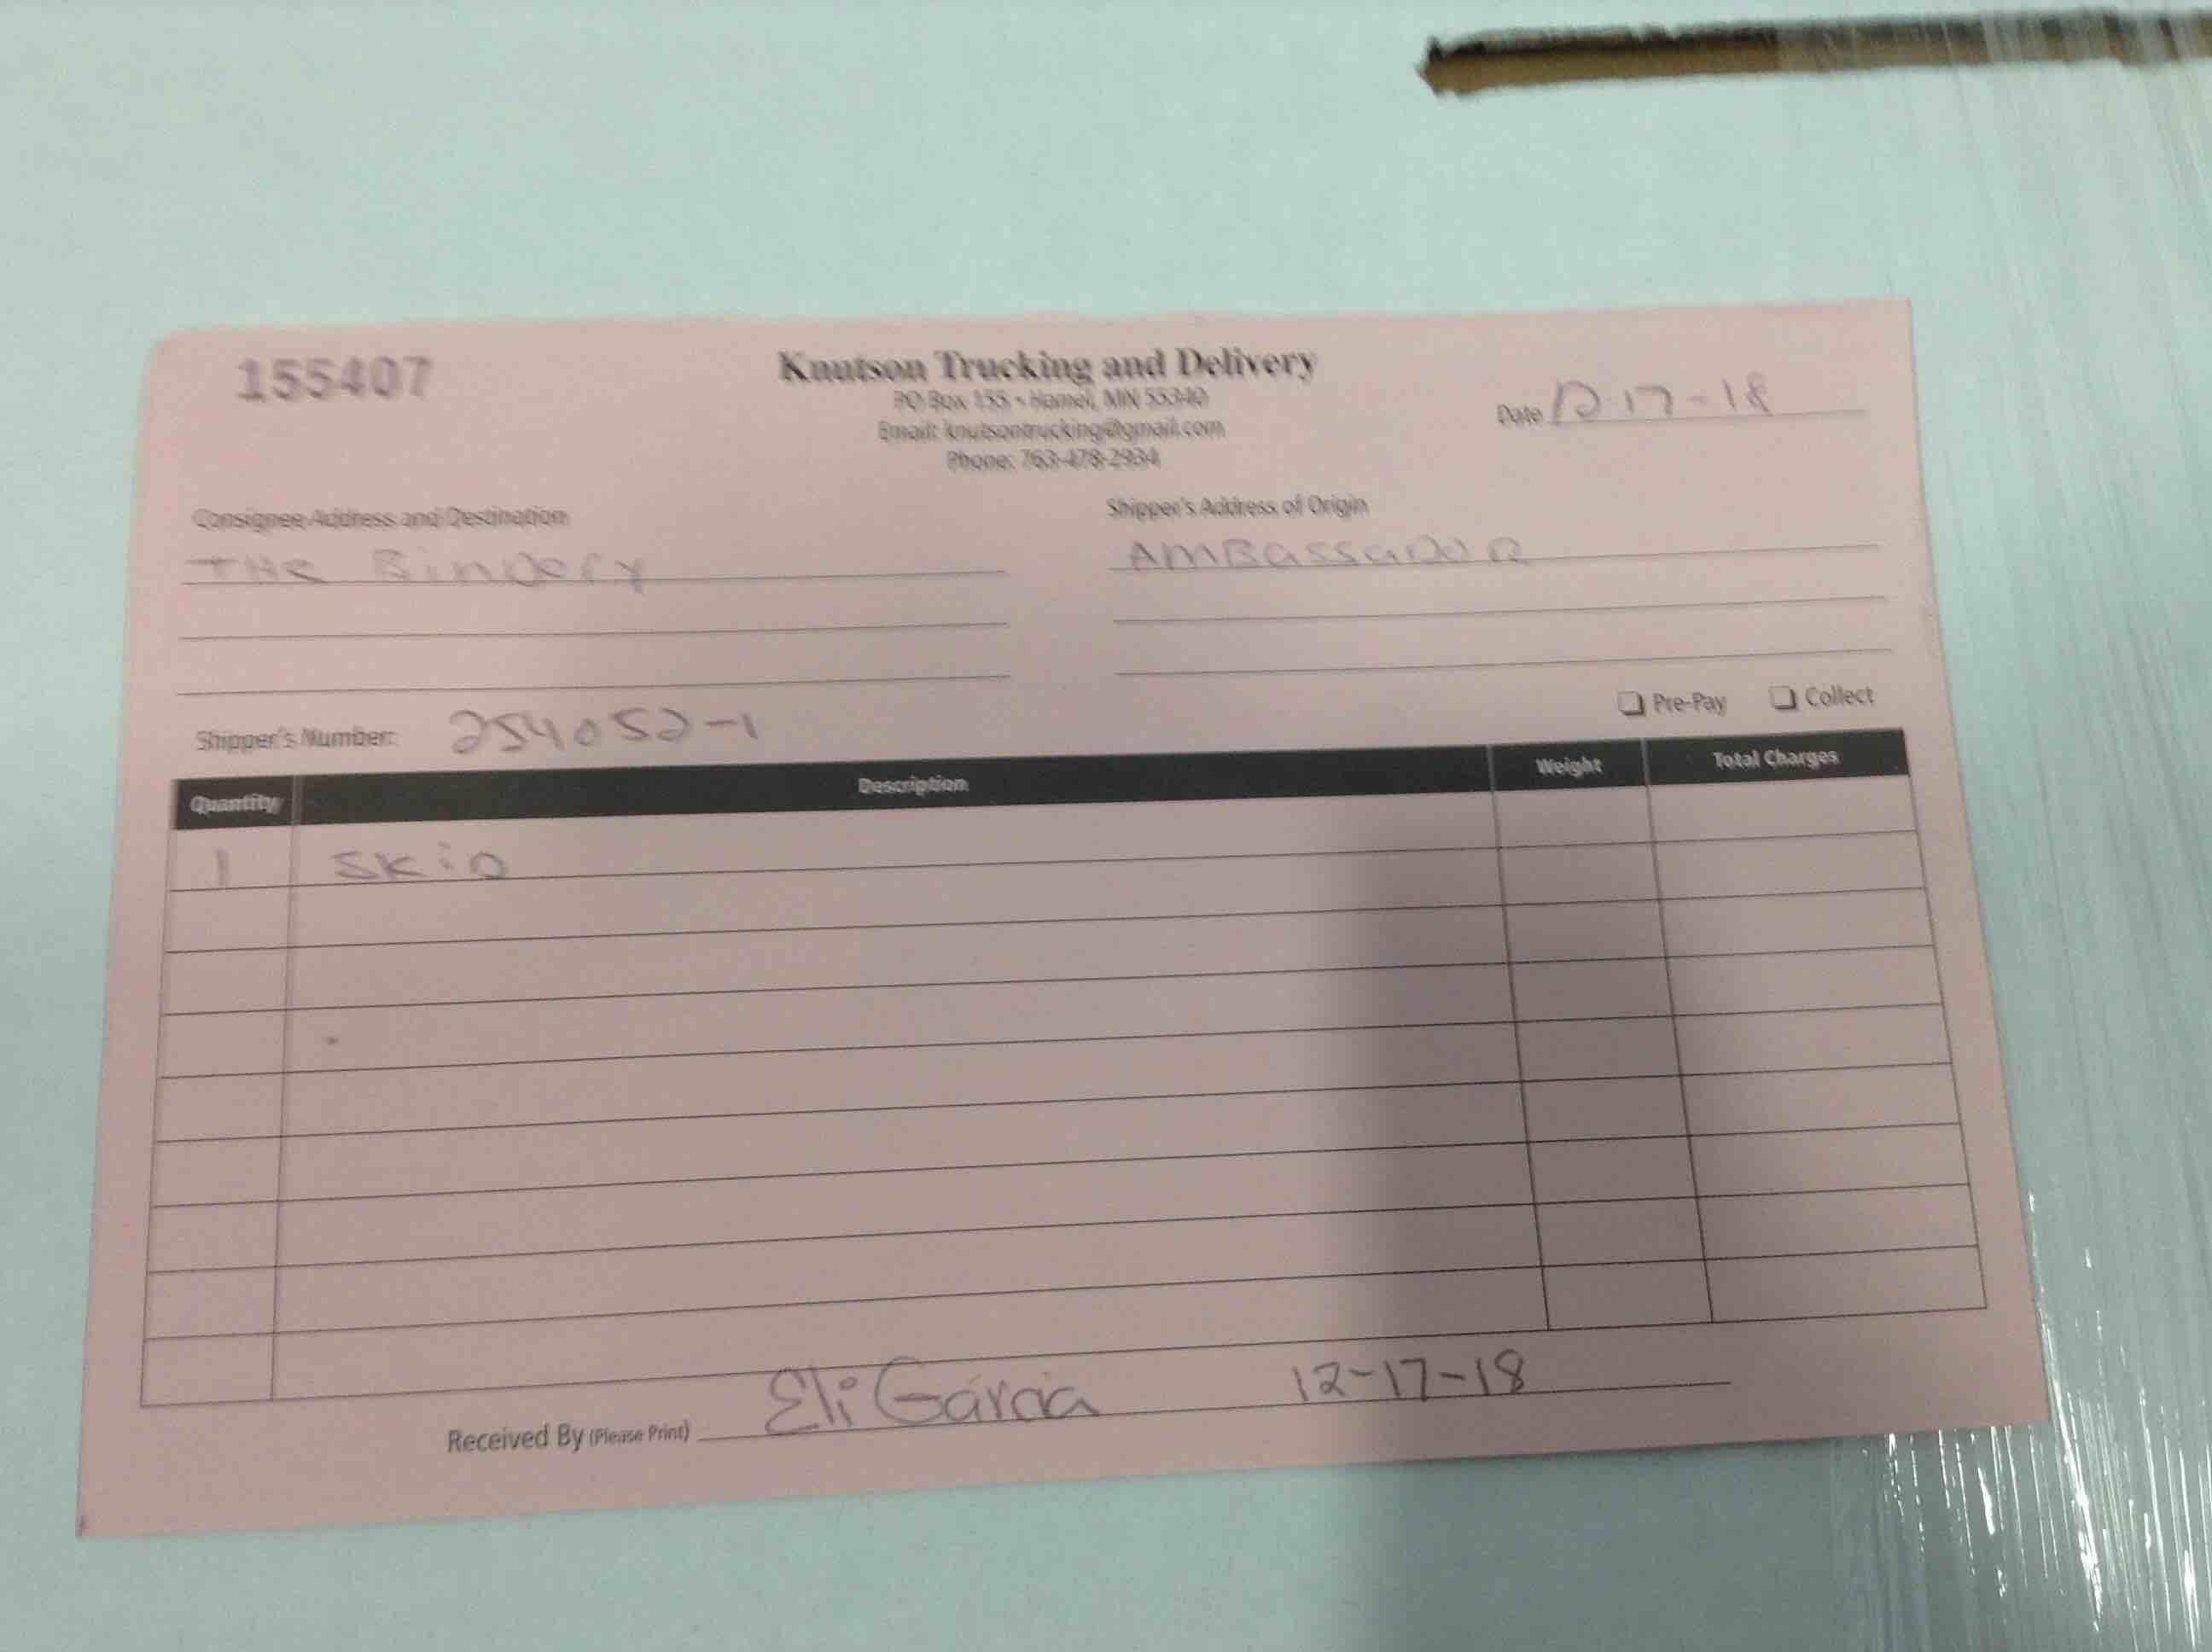 155407
Knutson Trucking and Delivery
PO Box 155 • Hamel, MN 55340
Email: knutsontrucking@gmail.com
Phone: 763-478-2934
Date 12-17-18
Consignee Address and Destination
THE BinDery
Shipper's Address of Origin
AMBassaDOR
Pre-Pay Collect
Shipper's Number: 254052-1
Quantity Description Weight Total Charges
1 SkiD
Received By (Please Print) Eli Garcia 12-17-18